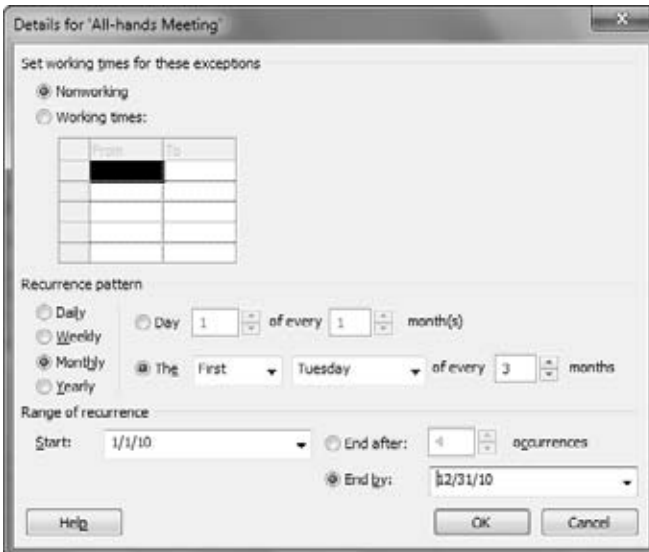 Details for 'All-hands Meeting'
Set working times for these exceptions
Nonworking
Working times:
From To
Recurrence pattern
Daily
Weekly
Monthly
Yearly
Day 1 of every 1 month(s)
The First Tuesday of every 3 months
Range of recurrence
Start: 1/1/10
End after: 4 occurrences
End by: 12/31/10
Help
OK
Cancel